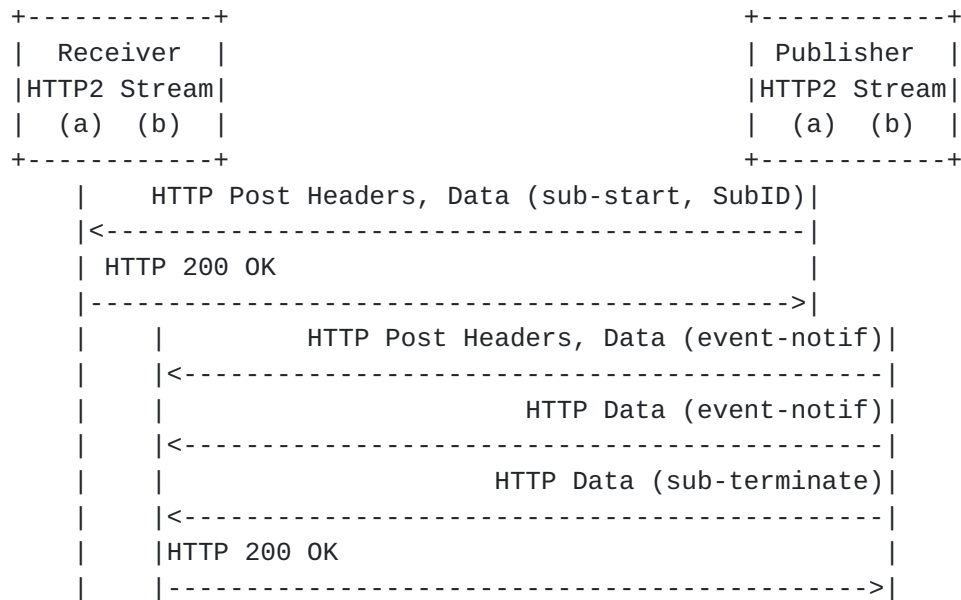 +------------+                                  +------------+
|  Receiver  |                                  | Publisher  |
|HTTP2 Stream|                                  |HTTP2 Stream|
|  (a)  (b)  |                                  |  (a)  (b)  |
+------------+                                  +------------+
    |    HTTP Post Headers, Data (sub-start, SubID)|
    |<---------------------------------------------|
    | HTTP 200 OK                                  |
    |--------------------------------------------->|
    |    |         HTTP Post Headers, Data (event-notif)|
    |    |<---------------------------------------------|
    |    |                       HTTP Data (event-notif)|
    |    |<---------------------------------------------|
    |    |                     HTTP Data (sub-terminate)|
    |    |<---------------------------------------------|
    |    |HTTP 200 OK                                   |
    |    |--------------------------------------------->|